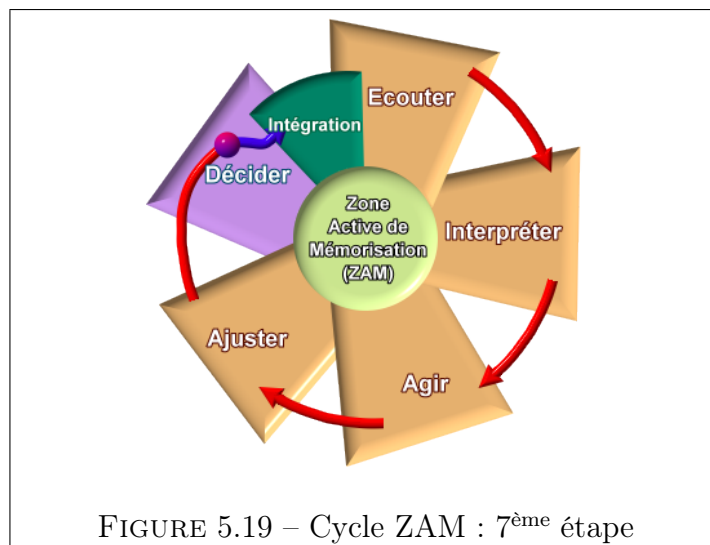 Ecouter
Intégration
Décider
Zone
Active de
Mémorisation
(ZAM)
Interpréter
Ajuster
Agir
FIGURE 5.19 – Cycle ZAM : 7ème étape